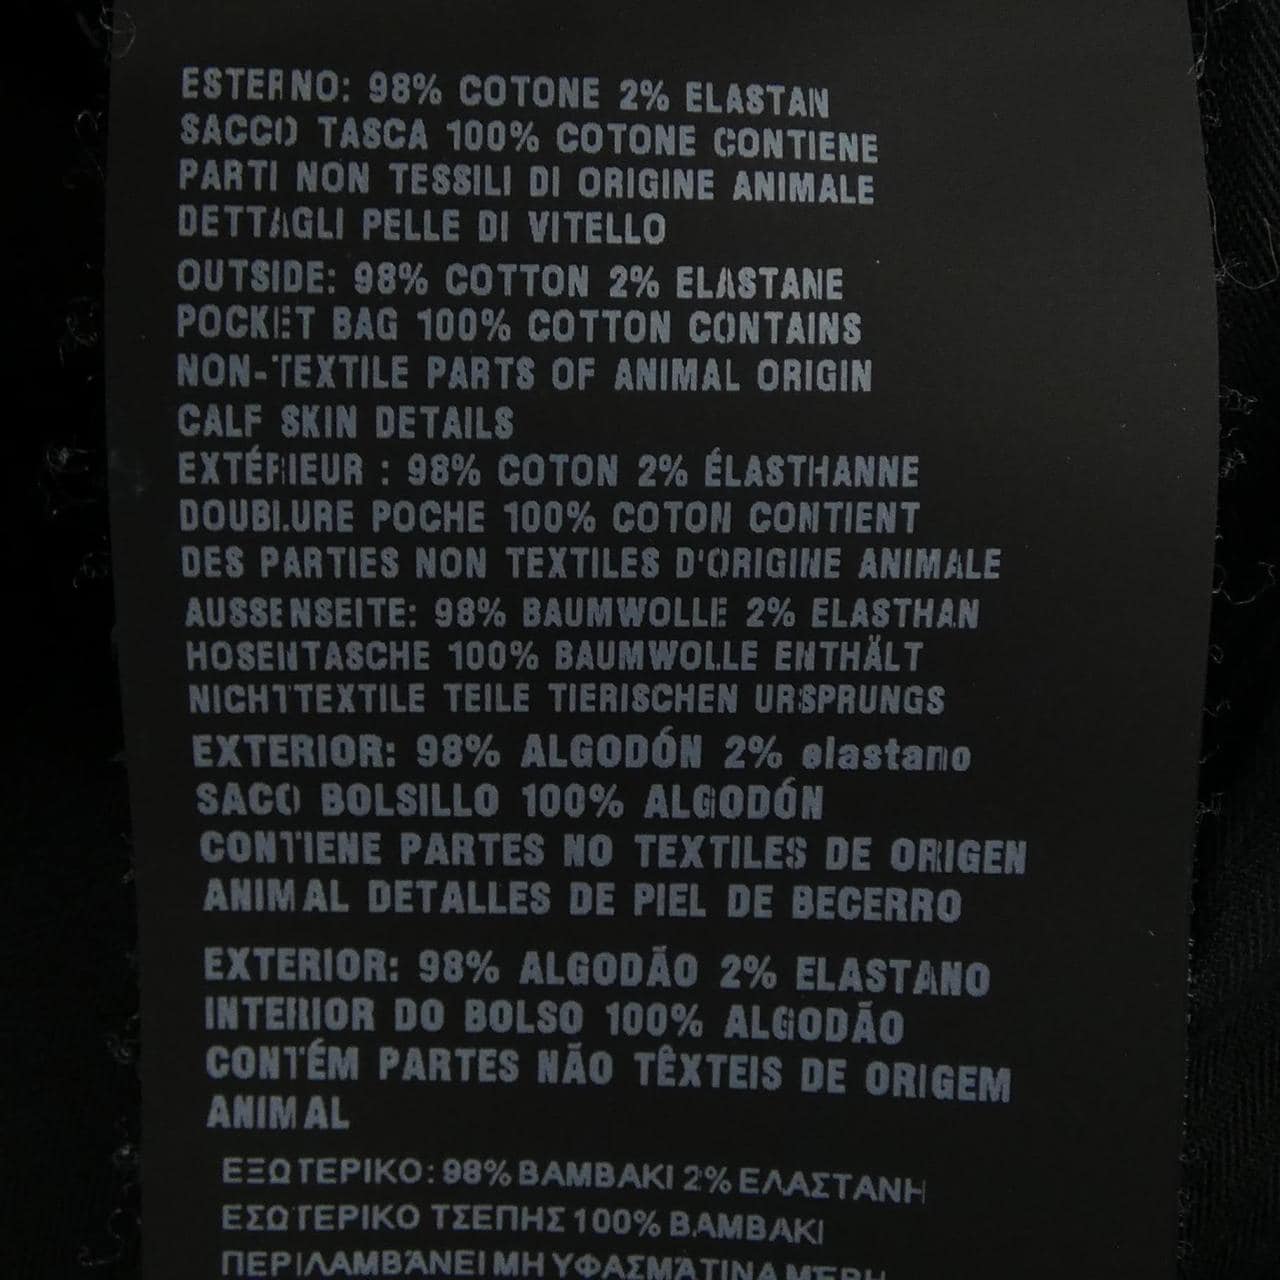 ESTERNO: 98% COTONE 2% ELASTAN
SACCO TASCA 100% COTONE CONTIENE
PARTI NON TESSILI DI ORIGINE ANIMALE
DETTAGLI PELLE DI VITELLO
OUTSIDE: 98% COTTON 2% ELASTANE
POCKET BAG 100% COTTON CONTAINS
NON-TEXTILE PARTS OF ANIMAL ORIGIN
CALF SKIN DETAILS
EXTÉRIEUR : 98% COTON 2% ÉLASTHANNE
DOUBLURE POCHE 100% COTON CONTIENT
DES PARTIES NON TEXTILES D'ORIGINE ANIMALE
AUSSENSEITE: 98% BAUMWOLLE 2% ELASTHAN
HOSENTASCHE 100% BAUMWOLLE ENTHÄLT
NICHTTEXTILE TEILE TIERISCHEN URSPRUNGS
EXTERIOR: 98% ALGODÓN 2% elastano
SACO BOLSILLO 100% ALGODÓN
CONTIENE PARTES NO TEXTILES DE ORIGEN
ANIMAL DETALLES DE PIEL DE BECERRO
EXTERIOR: 98% ALGODÃO 2% ELASTANO
INTERIOR DO BOLSO 100% ALGODÃO
CONTÉM PARTES NÃO TÊXTEIS DE ORIGEM
ANIMAL
ΕΞΩΤΕΡΙΚΟ: 98% ΒΑΜΒΑΚΙ 2% ΕΛΑΣΤΑΝΗ
ΕΣΩΤΕΡΙΚΟ ΤΣΕΠΗΣ 100% ΒΑΜΒΑΚΙ
ΠΕΡΙΛΑΜΒΆΝΕΙ ΜΗ ΥΦΑΣΜΆΤΙΝΑ ΜΈΡΗ